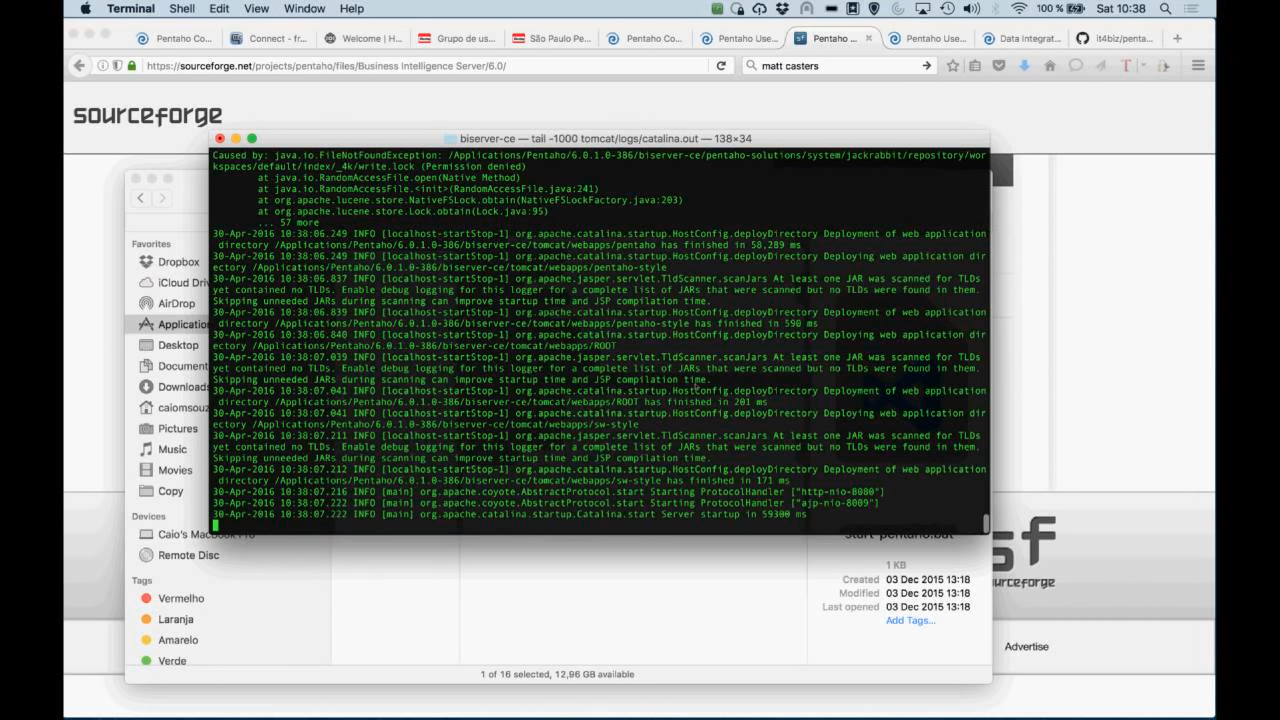 Terminal Shell Edit View Window Help 100 % Sat 10:38
Pentaho Co... Connect - fr... Welcome | H... Grupo de us... São Paulo Pe... Pentaho Co... Pentaho Use... Pentaho ... Pentaho Use... Data Integrat... it4biz/penta...
https://sourceforge.net/projects/pentaho/files/Business Intelligence Server/6.0/ matt casters
sourceforge
biserver-ce — tail -1000 tomcat/logs/catalina.out — 138×34
Caused by: java.io.FileNotFoundException: /Applications/Pentaho/6.0.1.0-386/biserver-ce/pentaho-solutions/system/jackrabbit/repository/wor
kspaces/default/index/_4k/write.lock (Permission denied)
at java.io.RandomAccessFile.open(Native Method)
at java.io.RandomAccessFile.<init>(RandomAccessFile.java:241)
at org.apache.lucene.store.NativeFSLock.obtain(NativeFSLockFactory.java:203)
at org.apache.lucene.store.Lock.obtain(Lock.java:95)
... 57 more
30-Apr-2016 10:38:06.249 INFO [localhost-startStop-1] org.apache.catalina.startup.HostConfig.deployDirectory Deployment of web application
directory /Applications/Pentaho/6.0.1.0-386/biserver-ce/tomcat/webapps/pentaho has finished in 58,289 ms
30-Apr-2016 10:38:06.249 INFO [localhost-startStop-1] org.apache.catalina.startup.HostConfig.deployDirectory Deploying web application dir
ectory /Applications/Pentaho/6.0.1.0-386/biserver-ce/tomcat/webapps/pentaho-style
30-Apr-2016 10:38:06.837 INFO [localhost-startStop-1] org.apache.jasper.servlet.TldScanner.scanJars At least one JAR was scanned for TLDs
yet contained no TLDs. Enable debug logging for this logger for a complete list of JARs that were scanned but no TLDs were found in them.
Skipping unneeded JARs during scanning can improve startup time and JSP compilation time.
30-Apr-2016 10:38:06.839 INFO [localhost-startStop-1] org.apache.catalina.startup.HostConfig.deployDirectory Deployment of web application
directory /Applications/Pentaho/6.0.1.0-386/biserver-ce/tomcat/webapps/pentaho-style has finished in 590 ms
30-Apr-2016 10:38:06.840 INFO [localhost-startStop-1] org.apache.catalina.startup.HostConfig.deployDirectory Deploying web application dir
ectory /Applications/Pentaho/6.0.1.0-386/biserver-ce/tomcat/webapps/ROOT
30-Apr-2016 10:38:07.039 INFO [localhost-startStop-1] org.apache.jasper.servlet.TldScanner.scanJars At least one JAR was scanned for TLDs
yet contained no TLDs. Enable debug logging for this logger for a complete list of JARs that were scanned but no TLDs were found in them.
Skipping unneeded JARs during scanning can improve startup time and JSP compilation time.
30-Apr-2016 10:38:07.041 INFO [localhost-startStop-1] org.apache.catalina.startup.HostConfig.deployDirectory Deployment of web application
directory /Applications/Pentaho/6.0.1.0-386/biserver-ce/tomcat/webapps/ROOT has finished in 201 ms
30-Apr-2016 10:38:07.041 INFO [localhost-startStop-1] org.apache.catalina.startup.HostConfig.deployDirectory Deploying web application dir
ectory /Applications/Pentaho/6.0.1.0-386/biserver-ce/tomcat/webapps/sw-style
30-Apr-2016 10:38:07.211 INFO [localhost-startStop-1] org.apache.jasper.servlet.TldScanner.scanJars At least one JAR was scanned for TLDs
yet contained no TLDs. Enable debug logging for this logger for a complete list of JARs that were scanned but no TLDs were found in them.
Skipping unneeded JARs during scanning can improve startup time and JSP compilation time.
30-Apr-2016 10:38:07.212 INFO [localhost-startStop-1] org.apache.catalina.startup.HostConfig.deployDirectory Deployment of web application
directory /Applications/Pentaho/6.0.1.0-386/biserver-ce/tomcat/webapps/sw-style has finished in 171 ms
30-Apr-2016 10:38:07.216 INFO [main] org.apache.coyote.AbstractProtocol.start Starting ProtocolHandler ["http-nio-8080"]
30-Apr-2016 10:38:07.222 INFO [main] org.apache.coyote.AbstractProtocol.start Starting ProtocolHandler ["ajp-nio-8009"]
30-Apr-2016 10:38:07.222 INFO [main] org.apache.catalina.startup.Catalina.start Server startup in 59300 ms
Favorites
Dropbox
iCloud Driv
AirDrop
Application
Desktop
Document
Downloads
caiomsouz
Pictures
Music
Movies
Copy
Devices
Caio's MacBook Pro
Remote Disc
Tags
Vermelho
Laranja
Amarelo
Verde
start-pentaho.bat
1 KB
Created 03 Dec 2015 13:18
Modified 03 Dec 2015 13:18
Last opened 03 Dec 2015 13:18
Add Tags...
1 of 16 selected, 12,96 GB available
sf
urceforge
Advertise